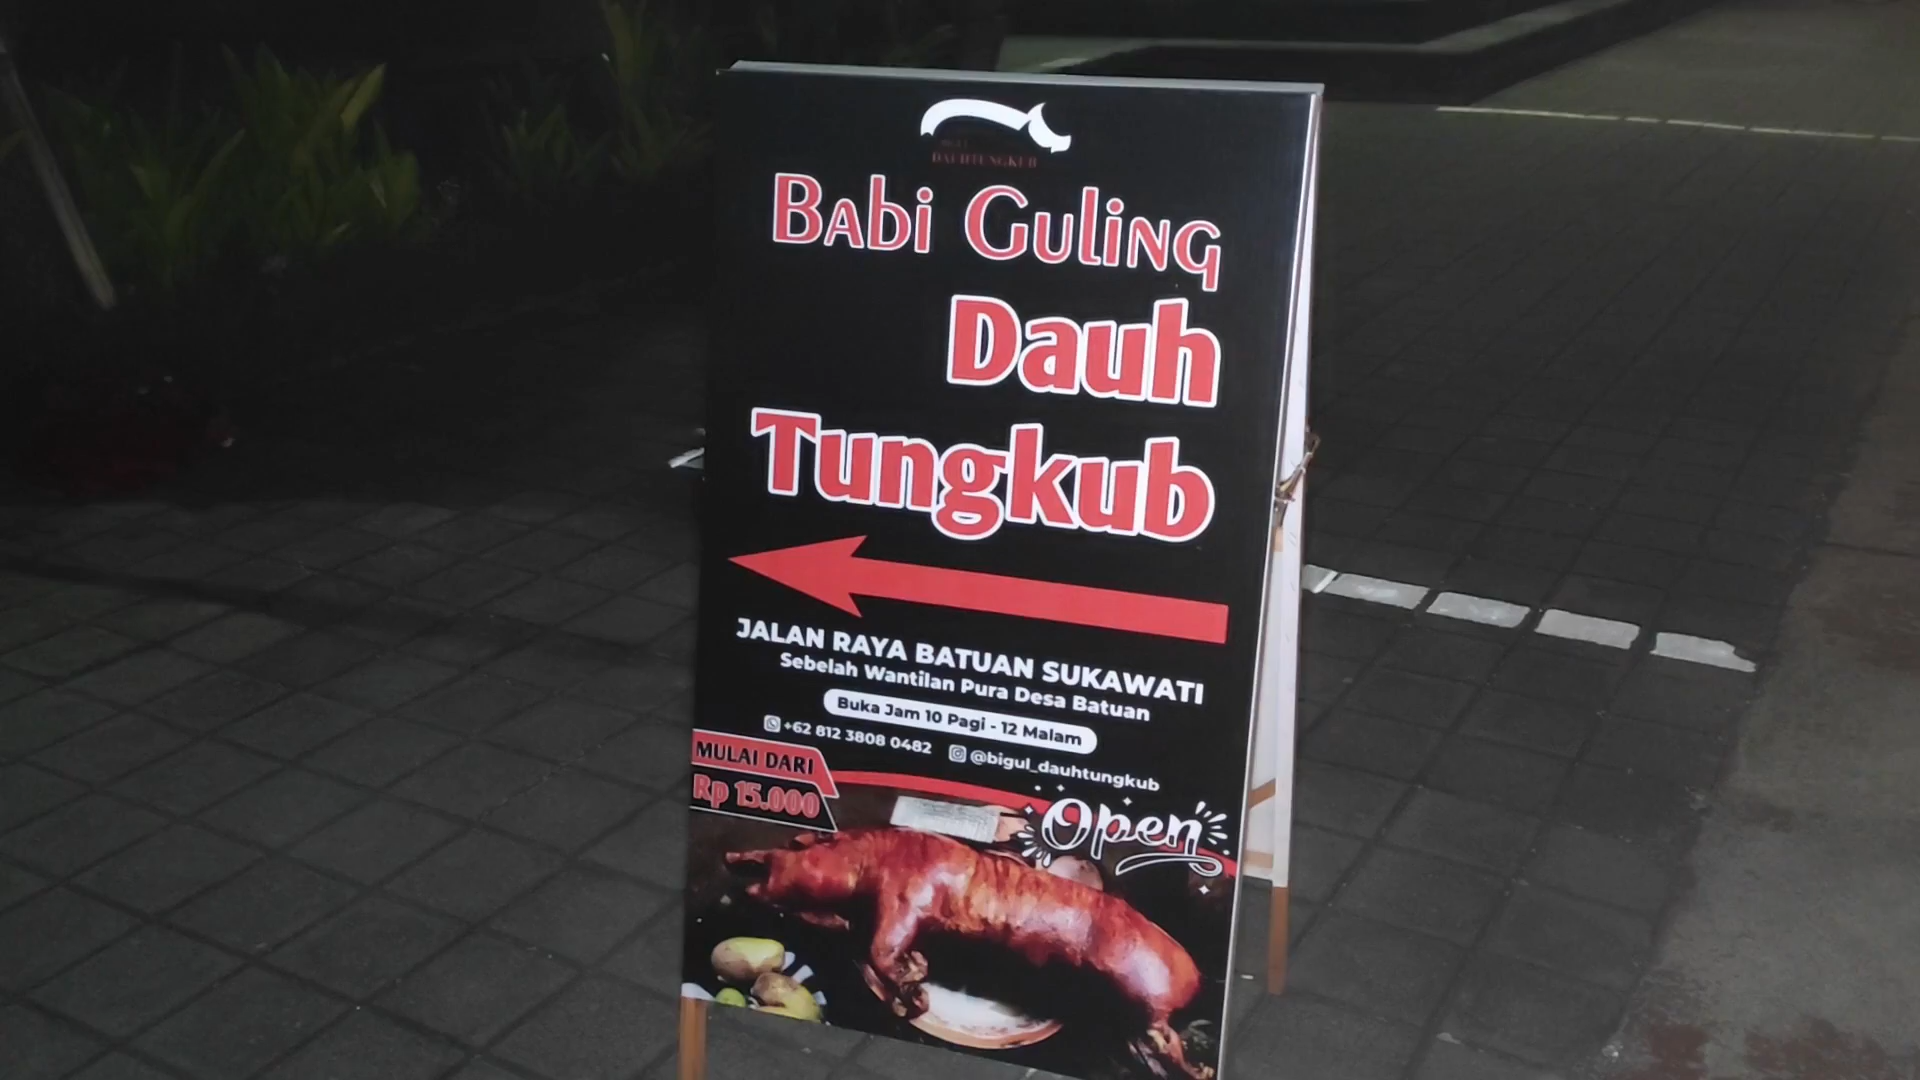 DAUHTUNGKUB
Babi Guling
Dauh
Tungkub
JALAN RAYA BATUAN SUKAWATI
Sebelah Wantilan Pura Desa Batuan
Buka Jam 10 Pagi - 12 Malam
+62 812 3808 0482 @bigul_dauhtungkub
MULAI DARI
Rp 15.000
Open